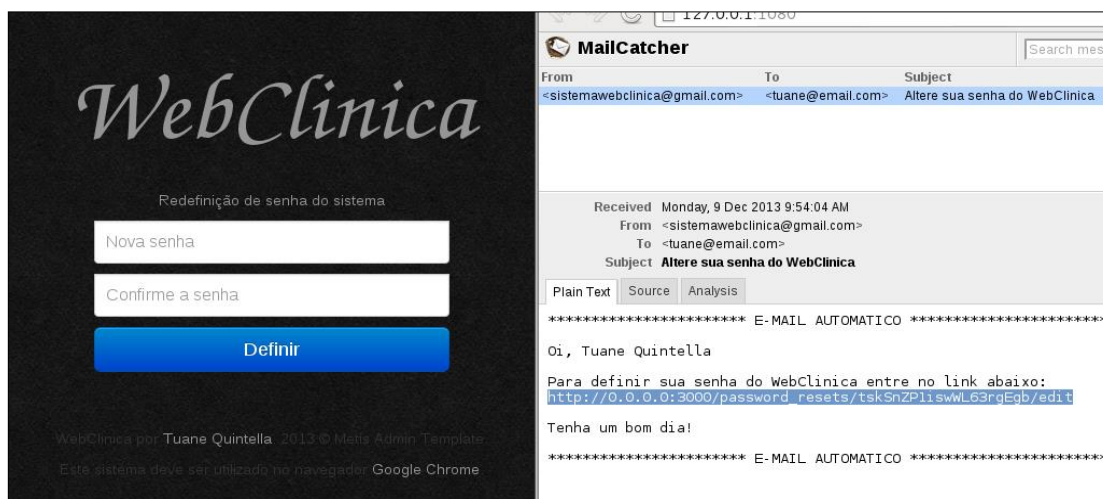 WebClinica
Redefinição de senha do sistema
Nova senha
Confirme a senha
Definir
WebClinica por Tuane Quintella. 2013 © Metis Admin Template.
Este sistema deve ser utilizado no navegador Google Chrome
127.0.0.1:1080
MailCatcher
Search mes
From To Subject
<sistemawebclinica@gmail.com> <tuane@email.com> Altere sua senha do WebClinica
Received Monday, 9 Dec 2013 9:54:04 AM
From <sistemawebclinica@gmail.com>
To <tuane@email.com>
Subject Altere sua senha do WebClinica
Plain Text Source Analysis
*********************** E-MAIL AUTOMATICO ***********************
Oi, Tuane Quintella
Para definir sua senha do WebClinica entre no link abaixo:
http://0.0.0.0:3000/password_resets/tskSnZPliswWL63rgEgb/edit
Tenha um bom dia!
*********************** E-MAIL AUTOMATICO ***********************